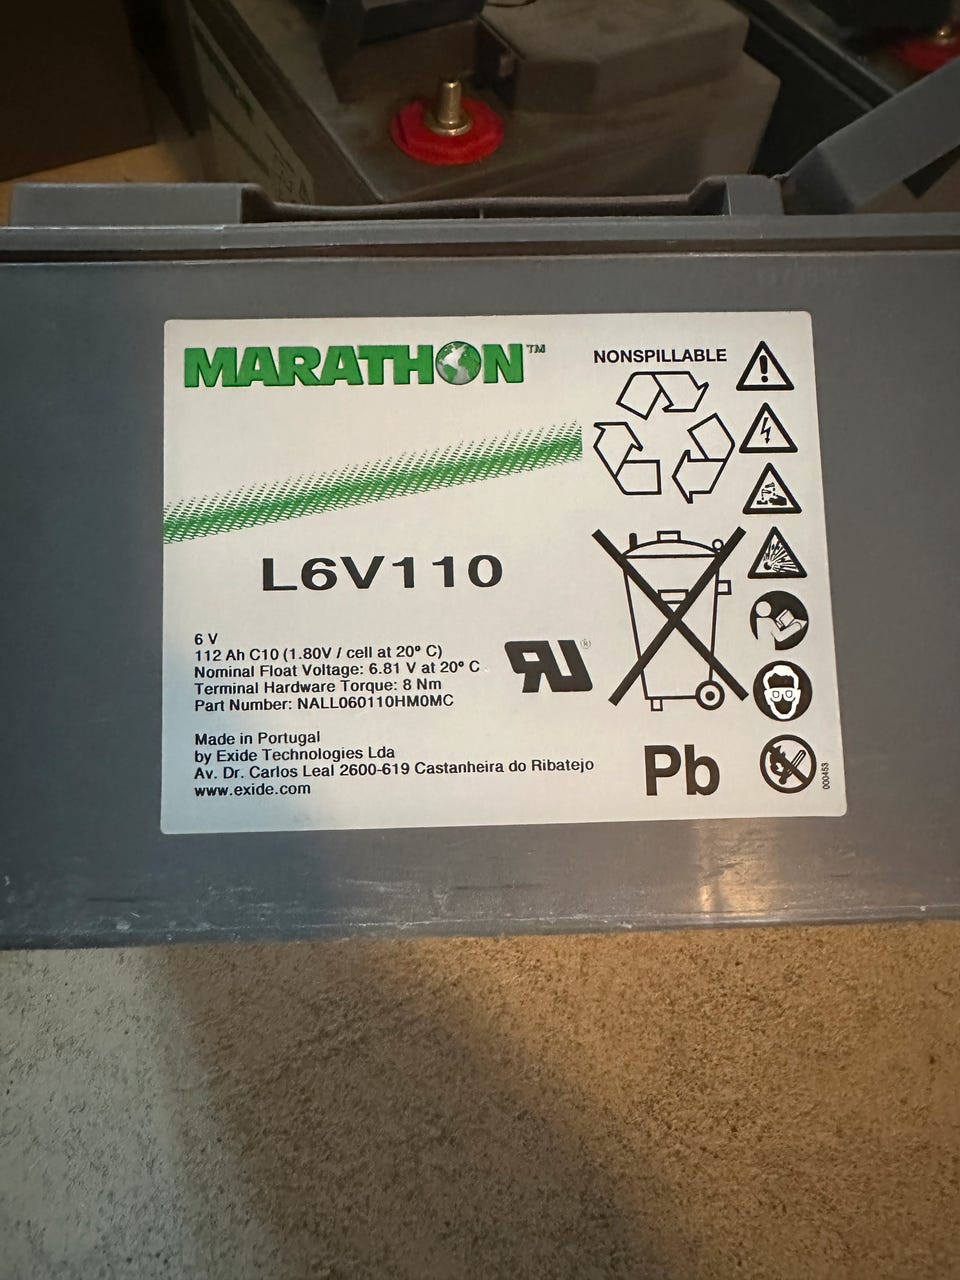 MARATHON™
NONSPILLABLE
L6V110
6 V
112 Ah C10 (1.80V / cell at 20° C)
Nominal Float Voltage: 6.81 V at 20° C
Terminal Hardware Torque: 8 Nm
Part Number: NALL060110HM0MC
Made in Portugal
by Exide Technologies Lda
Av. Dr. Carlos Leal 2600-619 Castanheira do Ribatejo
www.exide.com
Pb
000453